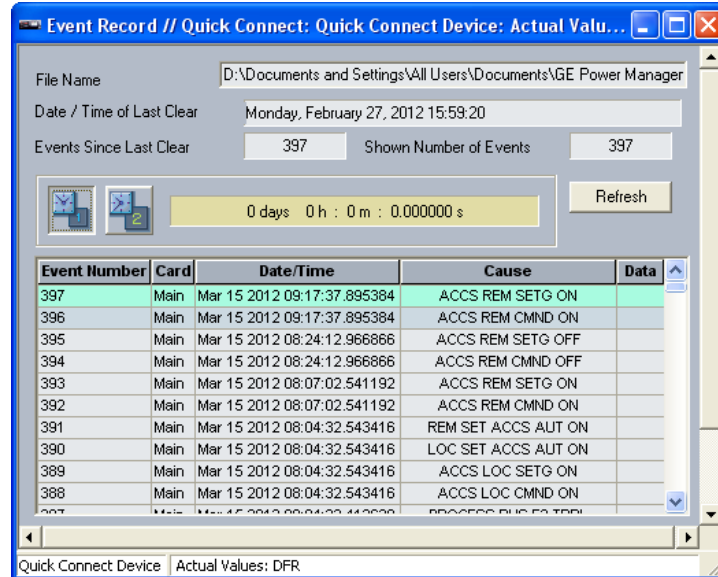 Event Record // Quick Connect: Quick Connect Device: Actual Valu...
File Name D:\Documents and Settings\All Users\Documents\GE Power Manager
Date / Time of Last Clear Monday, February 27, 2012 15:59:20
Events Since Last Clear 397 Shown Number of Events 397
1 2 0 days 0 h : 0 m : 0.000000 s Refresh
Event Number Card Date/Time Cause Data
397 Main Mar 15 2012 09:17:37.895384 ACCS REM SETG ON
396 Main Mar 15 2012 09:17:37.895384 ACCS REM CMND ON
395 Main Mar 15 2012 08:24:12.966866 ACCS REM SETG OFF
394 Main Mar 15 2012 08:24:12.966866 ACCS REM CMND OFF
393 Main Mar 15 2012 08:07:02.541192 ACCS REM SETG ON
392 Main Mar 15 2012 08:07:02.541192 ACCS REM CMND ON
391 Main Mar 15 2012 08:04:32.543416 REM SET ACCS AUT ON
390 Main Mar 15 2012 08:04:32.543416 LOC SET ACCS AUT ON
389 Main Mar 15 2012 08:04:32.543416 ACCS LOC SETG ON
388 Main Mar 15 2012 08:04:32.543416 ACCS LOC CMND ON
Quick Connect Device Actual Values: DFR